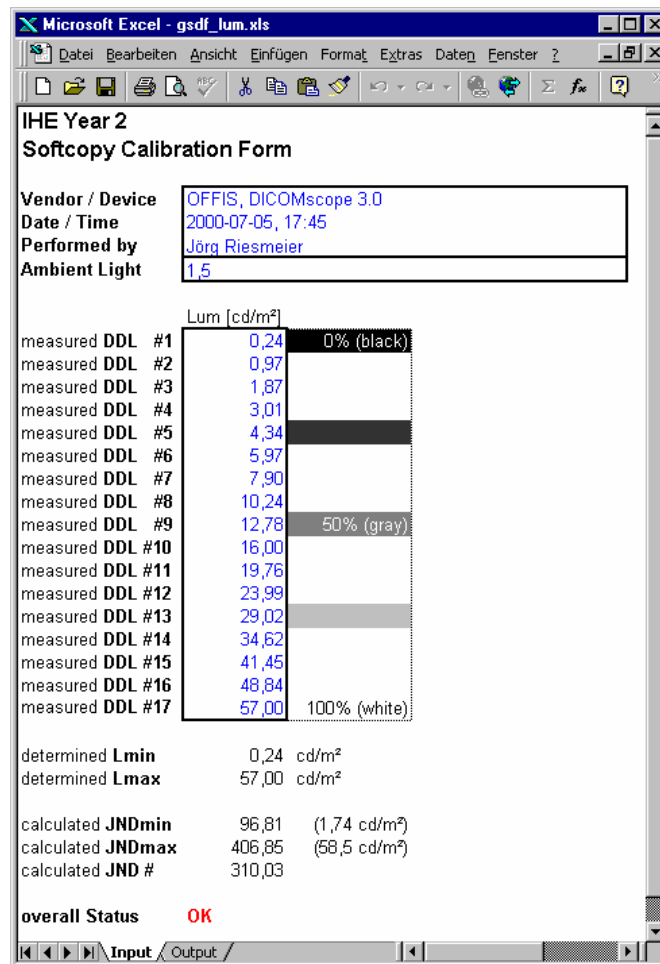 Microsoft Excel - gsdf_lum.xls
Datei Bearbeiten Ansicht Einfügen Format Extras Daten Fenster ?
IHE Year 2
Softcopy Calibration Form
Vendor / Device OFFIS, DICOMscope 3.0
Date / Time 2000-07-05, 17:45
Performed by Jörg Riesmeier
Ambient Light 1,5
Lum [cd/m²]
measured DDL #1 0,24 0% (black)
measured DDL #2 0,97
measured DDL #3 1,87
measured DDL #4 3,01
measured DDL #5 4,34
measured DDL #6 5,97
measured DDL #7 7,90
measured DDL #8 10,24
measured DDL #9 12,78 50% (gray)
measured DDL #10 16,00
measured DDL #11 19,76
measured DDL #12 23,99
measured DDL #13 29,02
measured DDL #14 34,62
measured DDL #15 41,45
measured DDL #16 48,84
measured DDL #17 57,00 100% (white)
determined Lmin 0,24 cd/m²
determined Lmax 57,00 cd/m²
calculated JNDmin 96,81 (1,74 cd/m²)
calculated JNDmax 406,85 (58,5 cd/m²)
calculated JND # 310,03
overall Status OK
Input Output